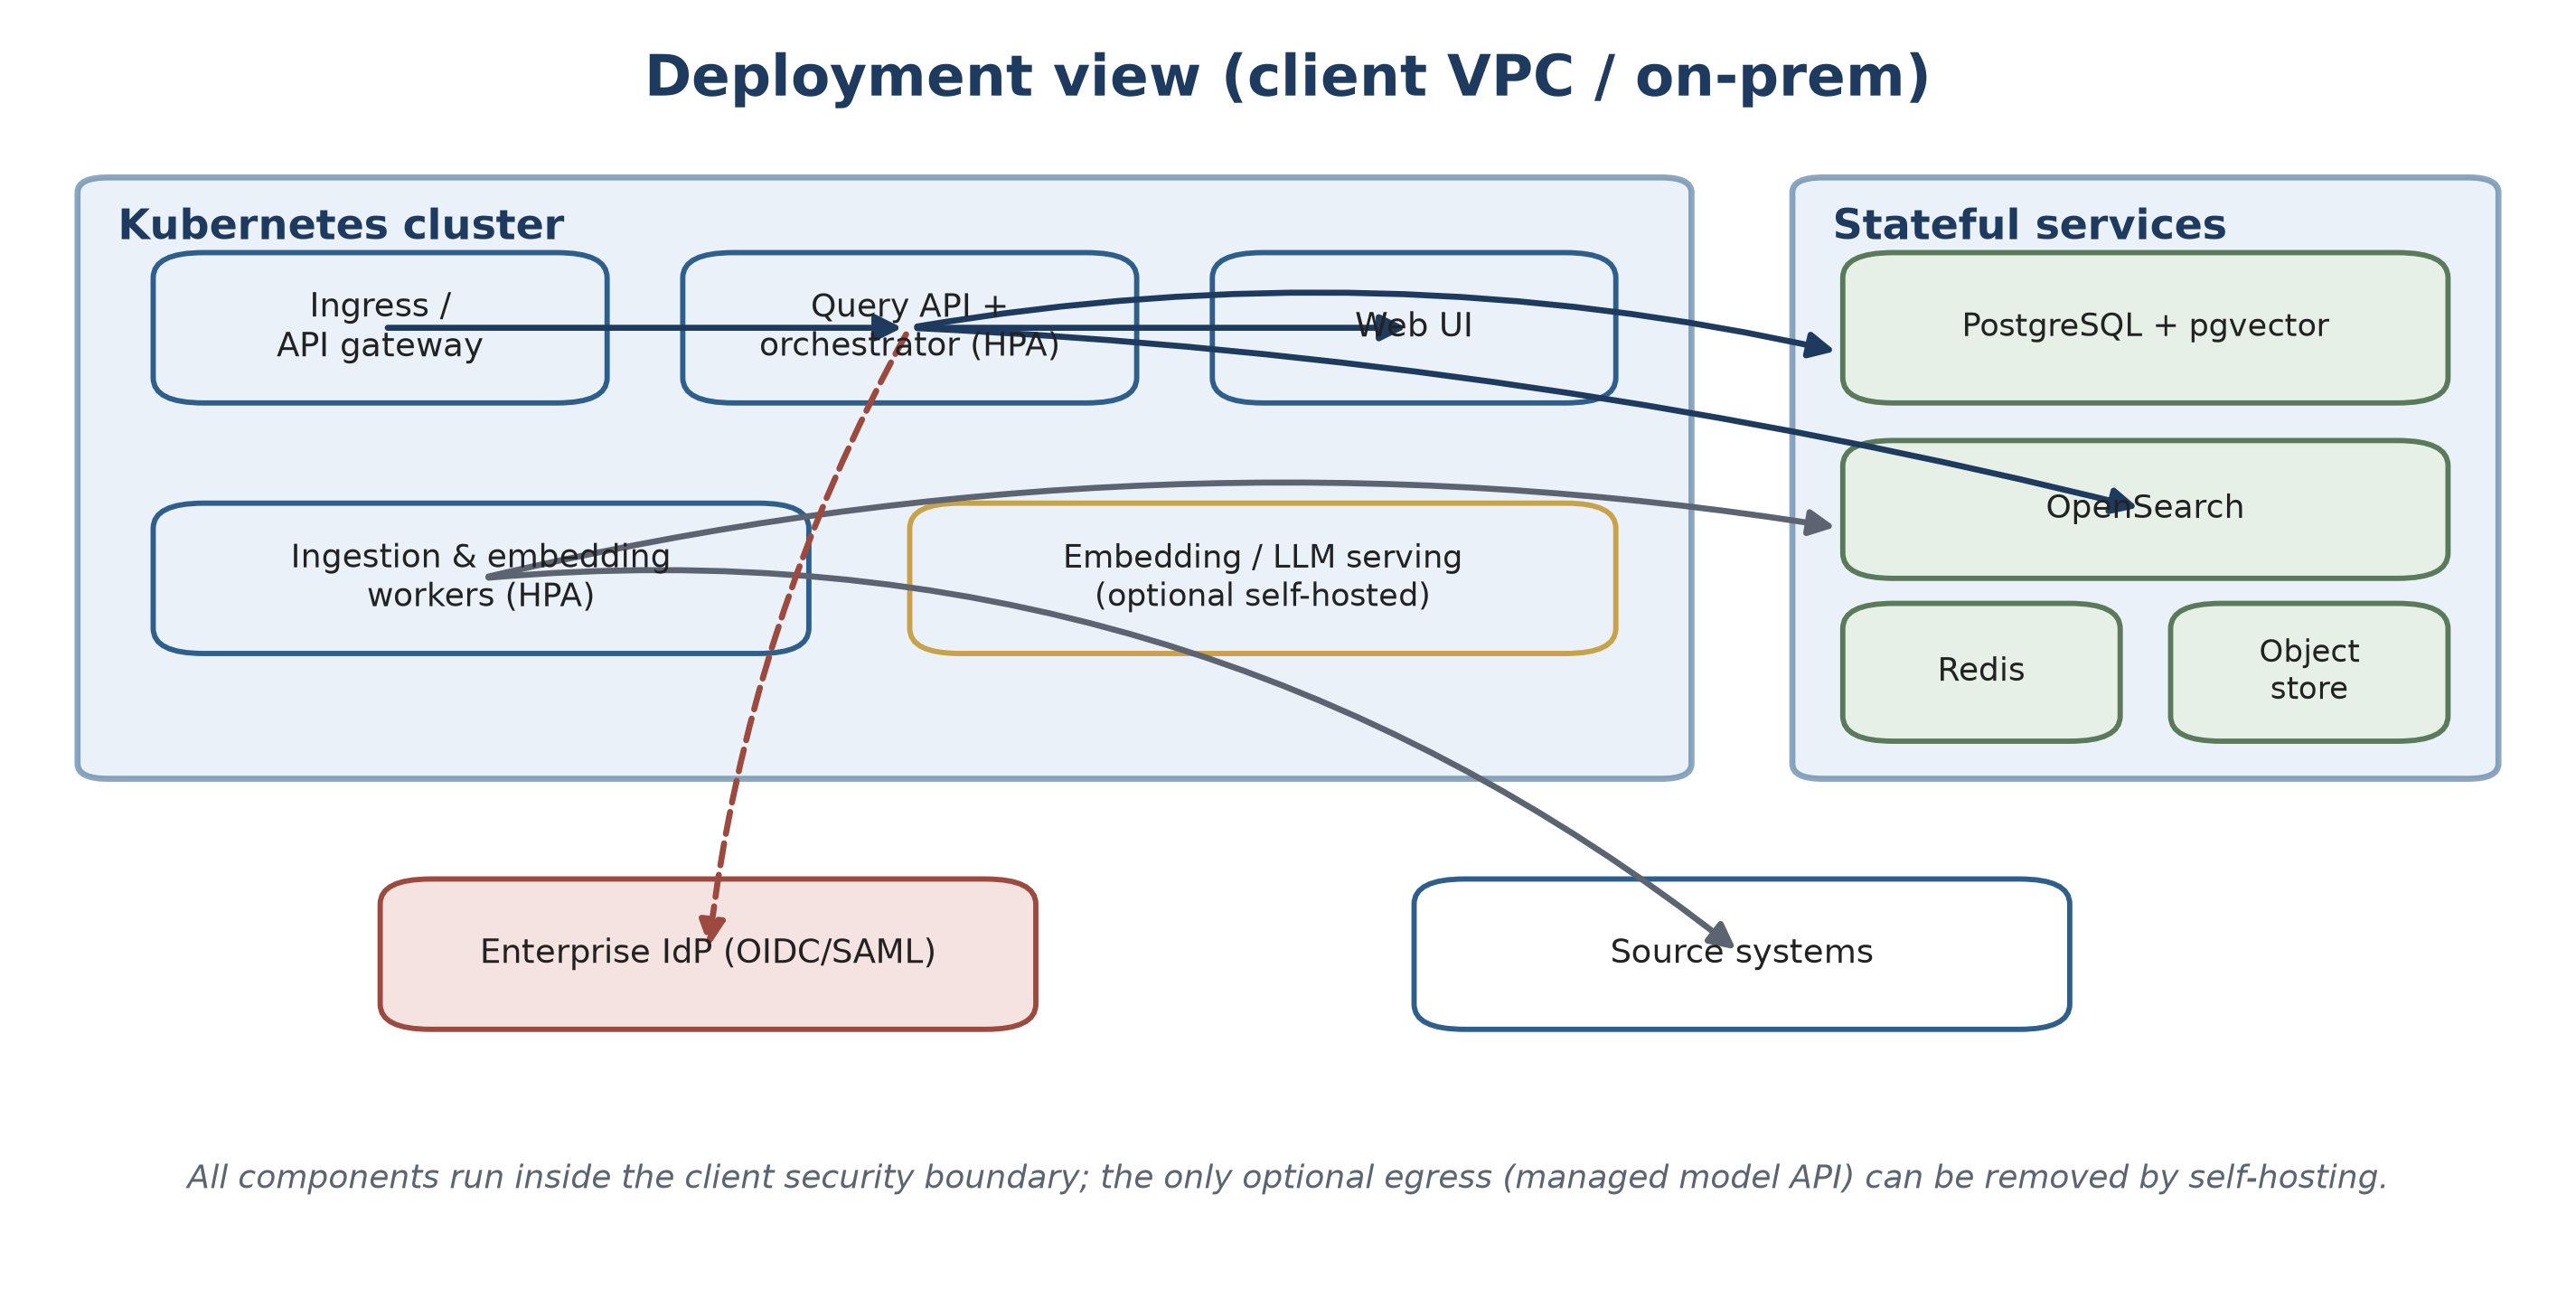 Deployment view (client VPC / on-prem)
Kubernetes cluster
Ingress /
API gateway
Query API +
orchestrator (HPA)
Web UI
Ingestion & embedding
workers (HPA)
Embedding / LLM serving
(optional self-hosted)
Stateful services
PostgreSQL + pgvector
OpenSearch
Redis
Object
store
Enterprise IdP (OIDC/SAML)
Source systems
All components run inside the client security boundary; the only optional egress (managed model API) can be removed by self-hosting.